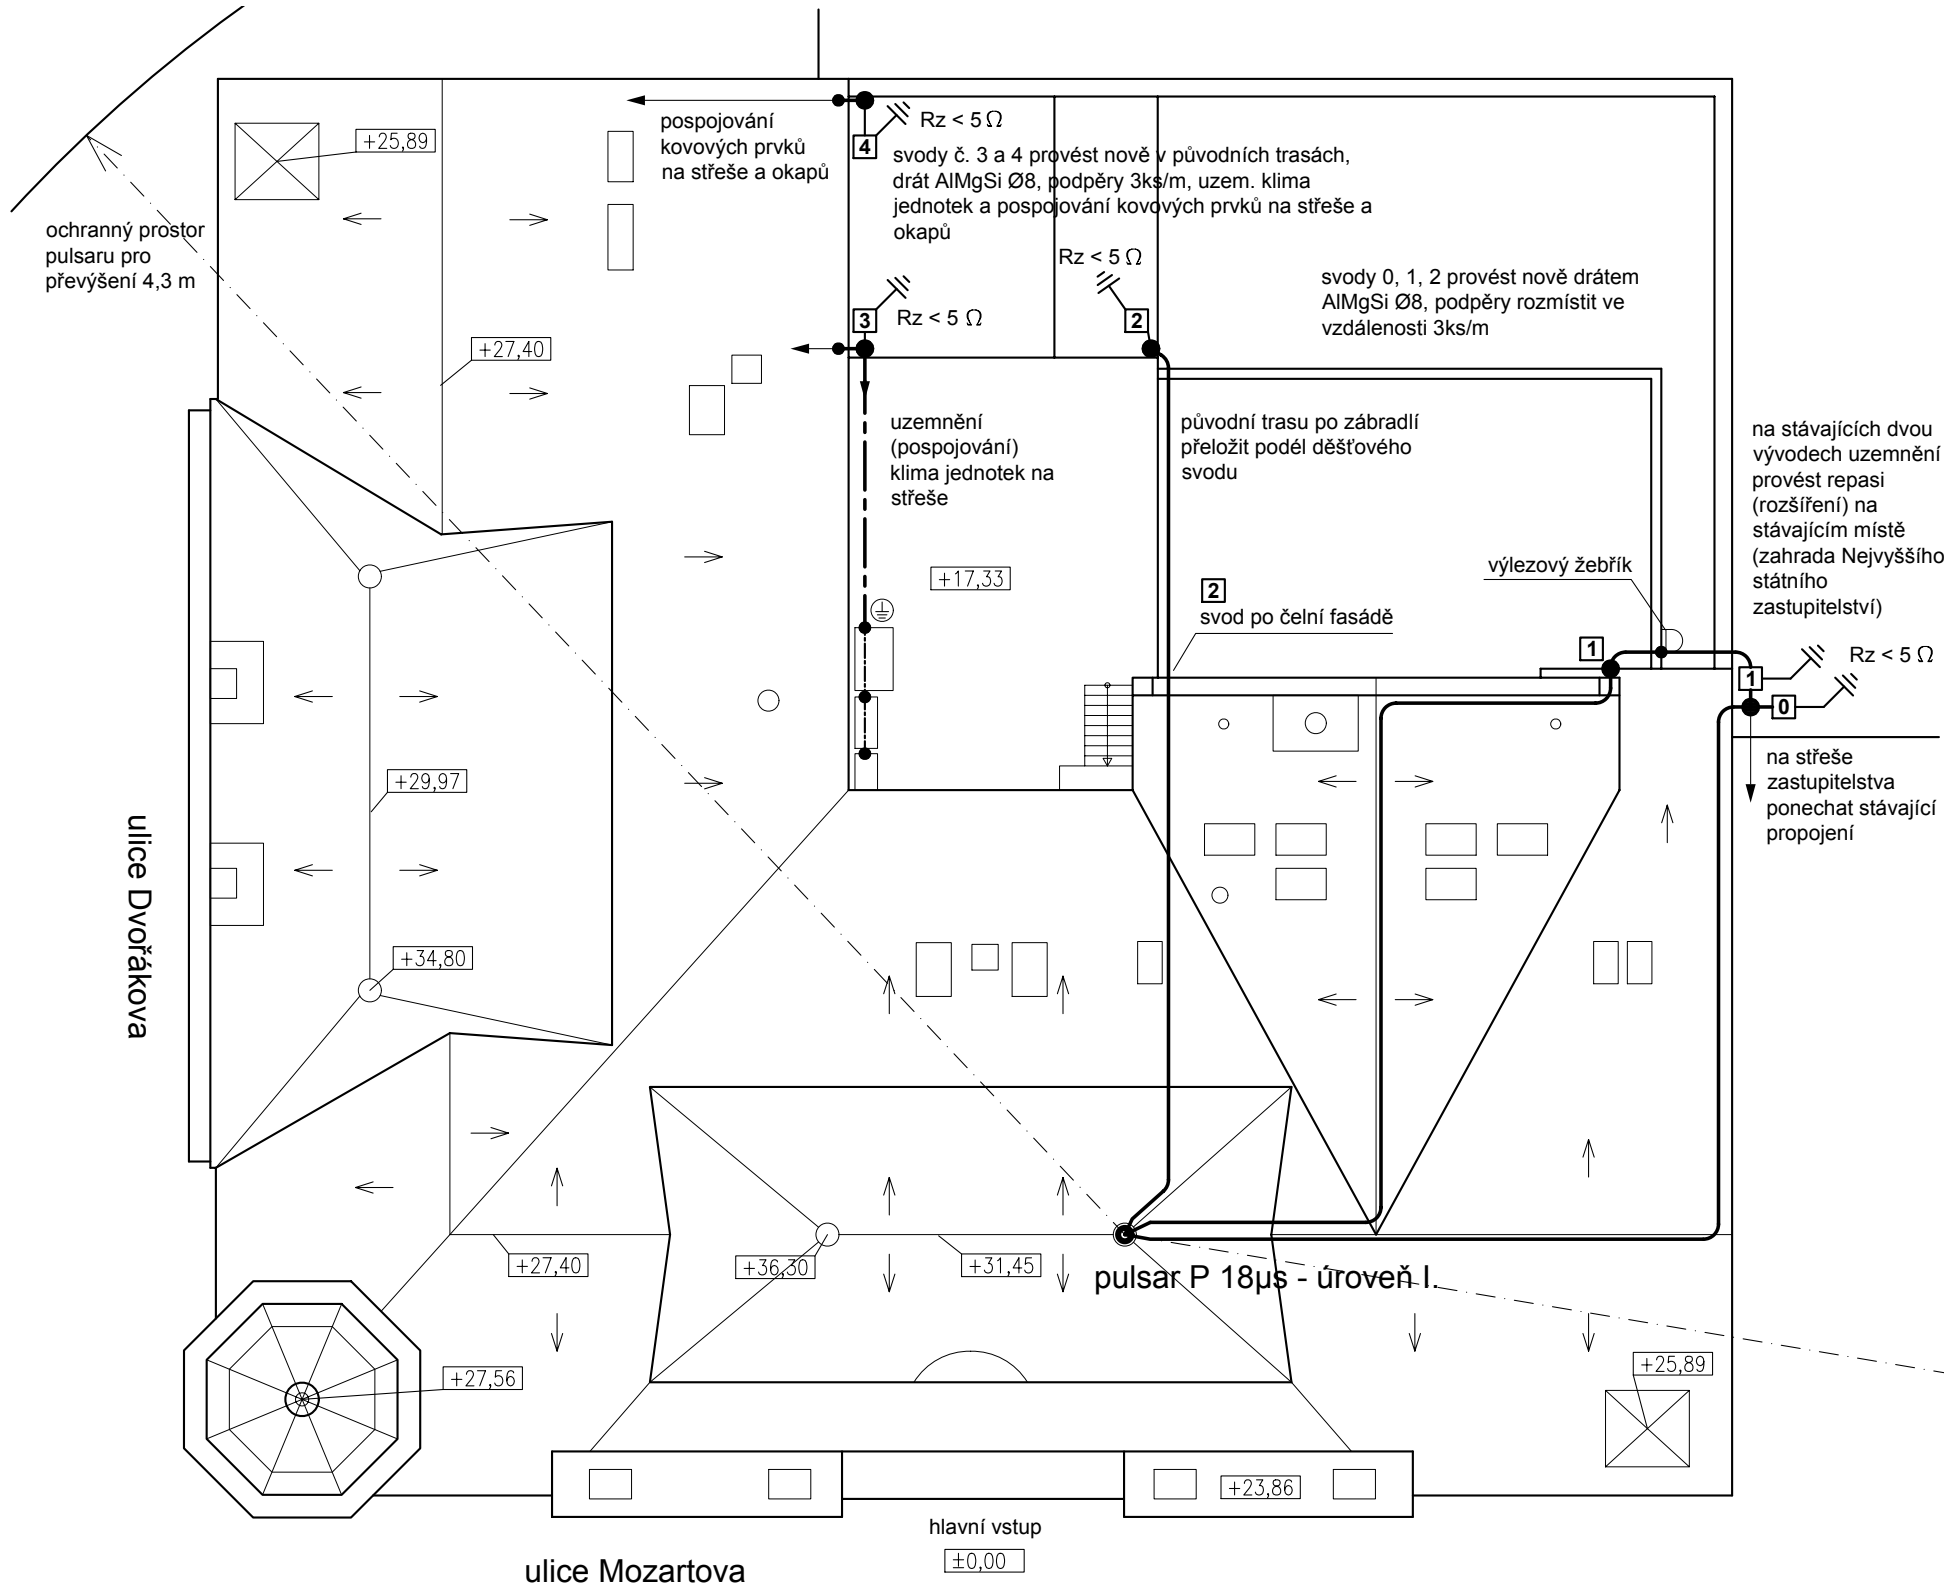 pospojování
kovových prvků
na střeše a okapů
Rz < 5 Ω
4
svody č. 3 a 4 provést nově v původních trasách,
drát AlMgSi Ø8, podpěry 3ks/m, uzem. klima
jednotek a pospojování kovových prvků na střeše a
okapů
+25,89
ochranný prostor
pulsaru pro
převýšení 4,3 m
Rz < 5 Ω
svody 0, 1, 2 provést nově drátem
AlMgSi Ø8, podpěry rozmístit ve
vzdálenosti 3ks/m
3
Rz < 5 Ω
2
+27,40
uzemnění
(pospojování)
klima jednotek na
střeše
původní trasu po zábradlí
přeložit podél děšťového
svodu
na stávajících dvou
vývodech uzemnění
provést repasi
(rozšíření) na
stávajícím místě
(zahrada Nejvyššího
státního
zastupitelství)
+17,33
výlezový žebřík
2
svod po čelní fasádě
1
Rz < 5 Ω
1
0
na střeše
zastupitelstva
ponechat stávající
propojení
+29,97
ulice Dvořákova
+34,80
+27,40
+36,30
+31,45
pulsar P 18µs - úroveň I.
+27,56
+25,89
+23,86
hlavní vstup
±0,00
ulice Mozartova